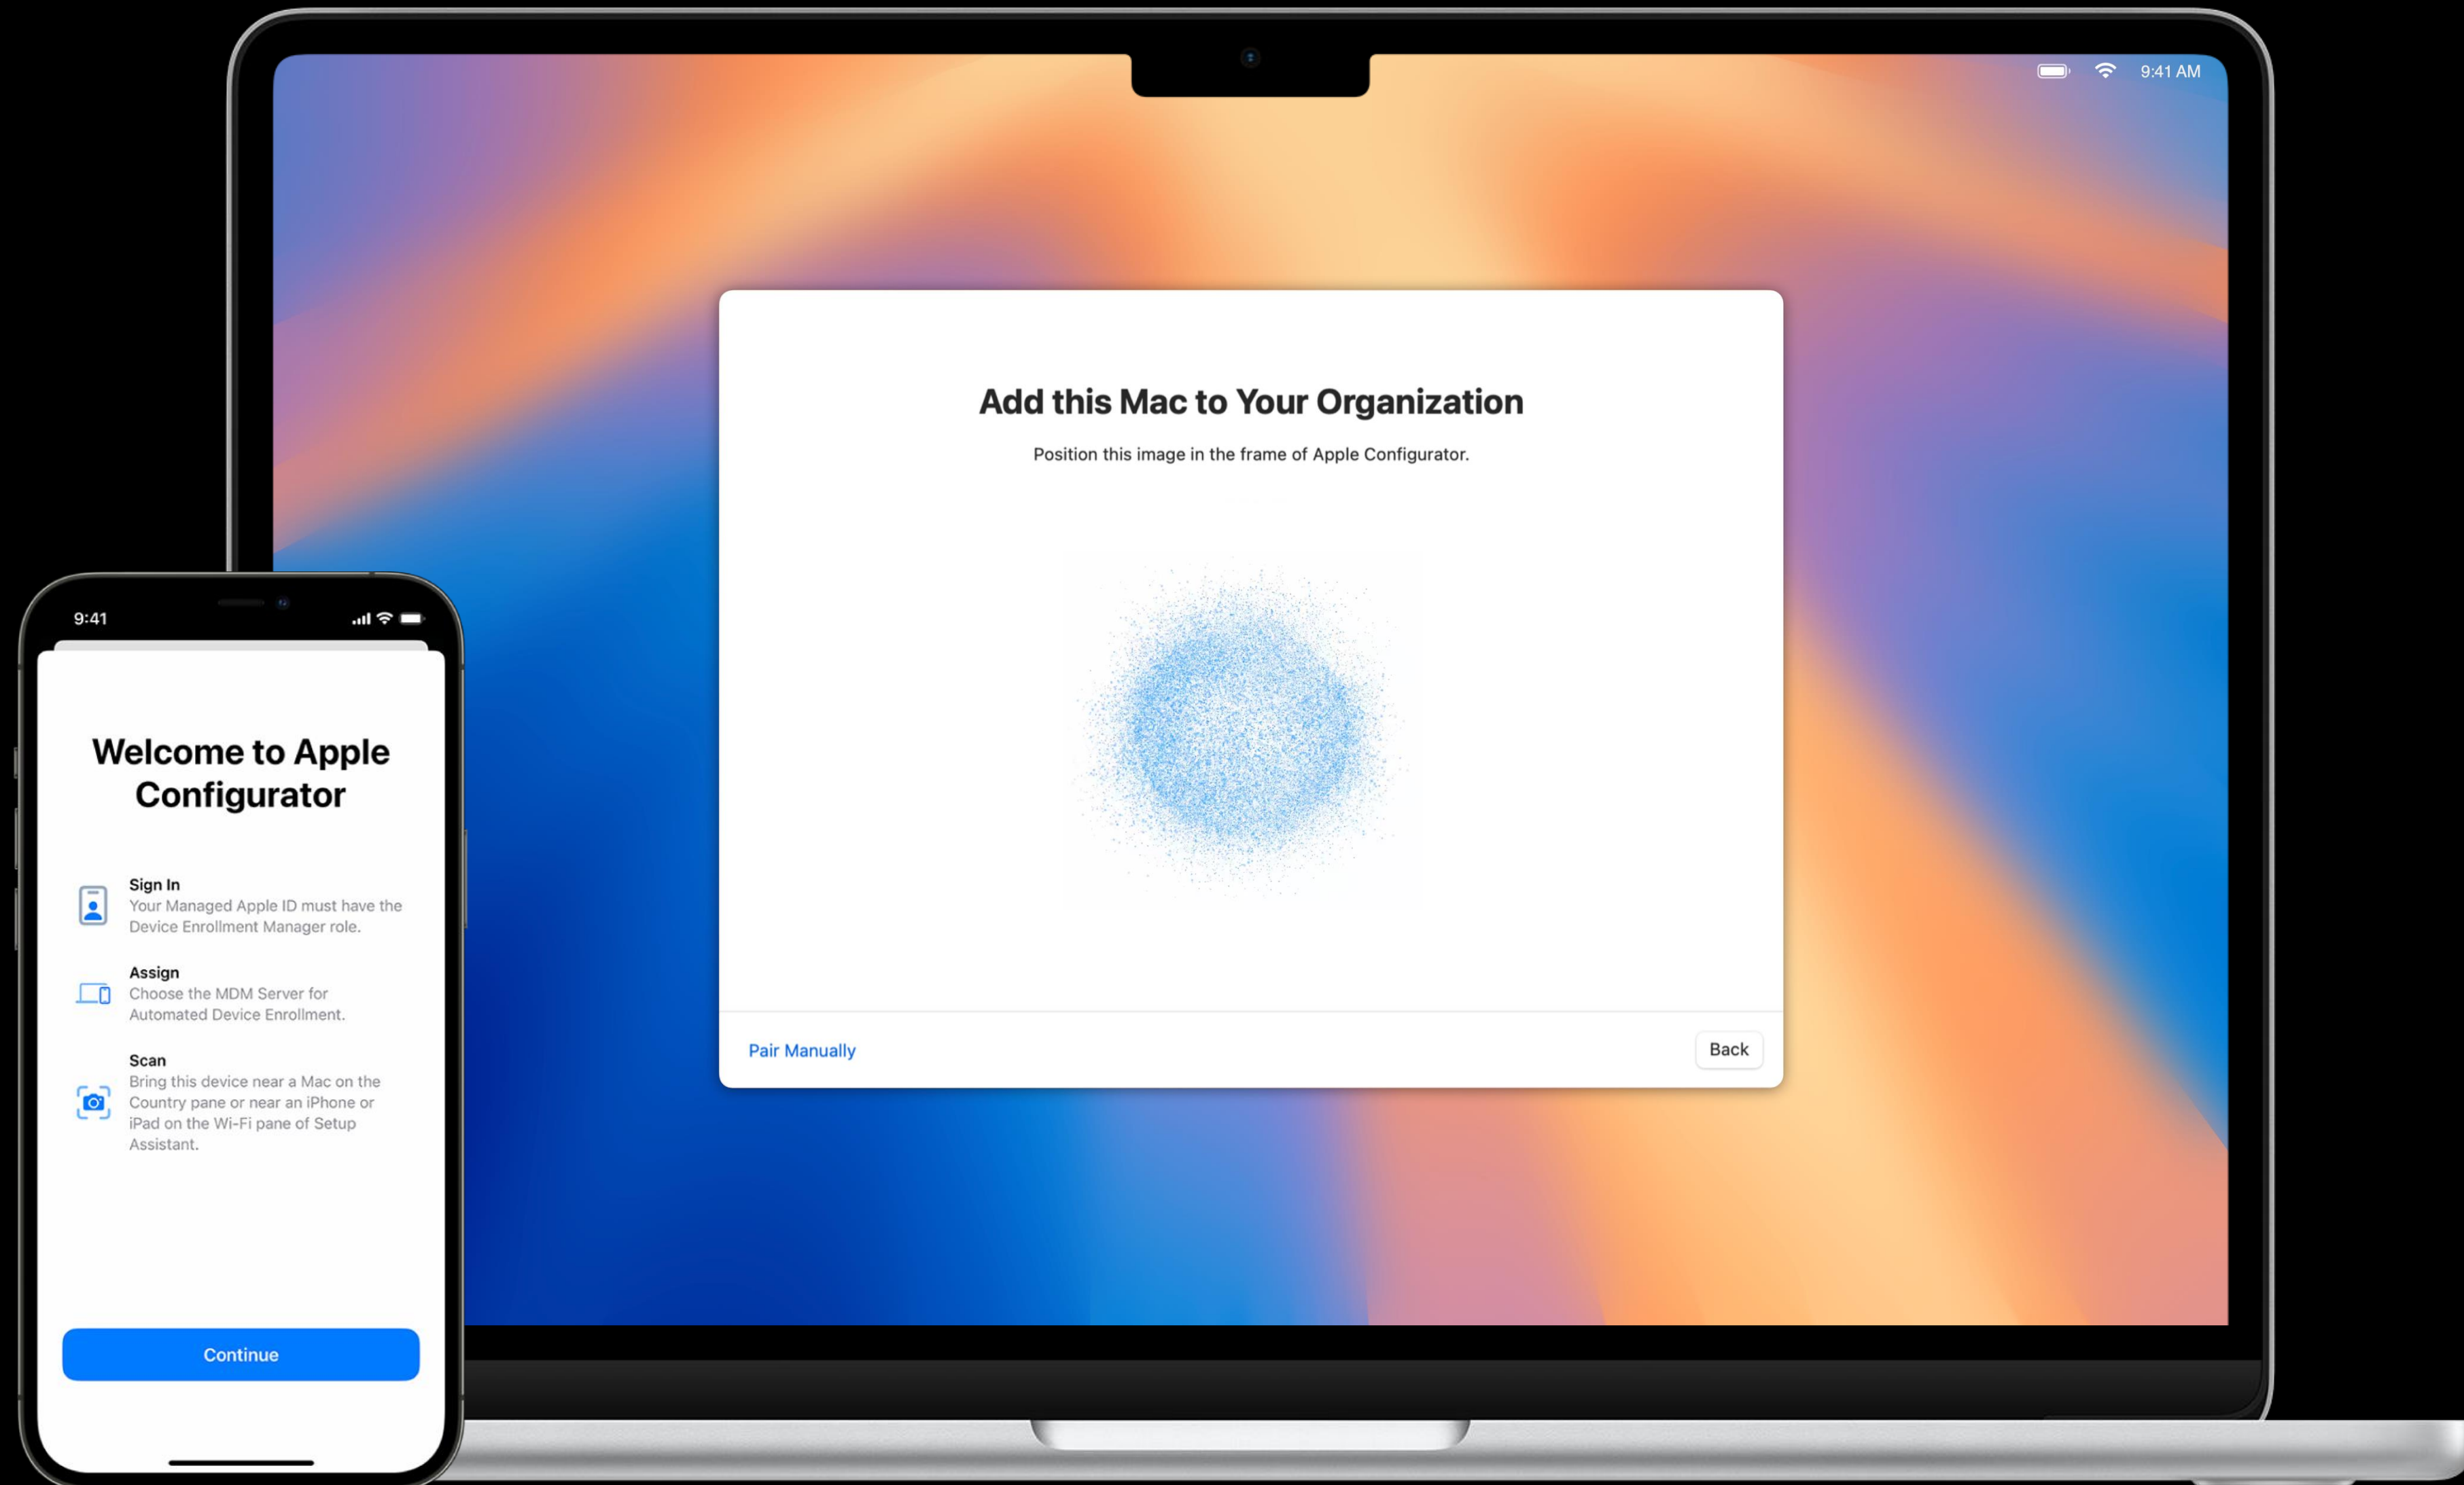 9:41 AM
Add this Mac to Your Organization
Position this image in the frame of Apple Configurator.
Pair Manually
Back
9:41
Welcome to Apple
Configurator
Sign In
Your Managed Apple ID must have the
Device Enrollment Manager role.
Assign
Choose the MDM Server for
Automated Device Enrollment.
Scan
Bring this device near a Mac on the
Country pane or near an iPhone or
iPad on the Wi-Fi pane of Setup
Assistant.
Continue